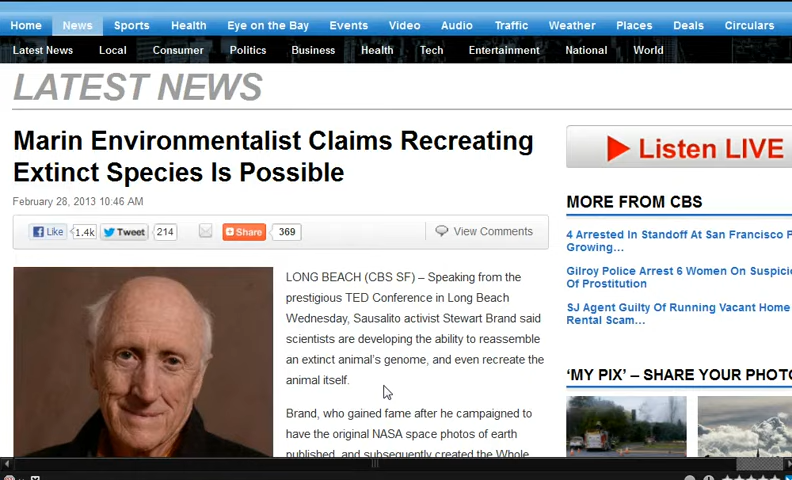 Home News Sports Health Eye on the Bay Events Video Audio Traffic Weather Places Deals Circulars
Latest News Local Consumer Politics Business Health Tech Entertainment National World
LATEST NEWS
Marin Environmentalist Claims Recreating
Extinct Species Is Possible
February 28, 2013 10:46 AM
Like 1.4k Tweet 214 Share 369 View Comments
LONG BEACH (CBS SF) – Speaking from the
prestigious TED Conference in Long Beach
Wednesday, Sausalito activist Stewart Brand said
scientists are developing the ability to reassemble
an extinct animal's genome, and even recreate the
animal itself.
Brand, who gained fame after he campaigned to
have the original NASA space photos of earth
published, and subsequently created the Whole
Listen LIVE
MORE FROM CBS
4 Arrested In Standoff At San Francisco P
Growing...
Gilroy Police Arrest 6 Women On Suspicio
Of Prostitution
SJ Agent Guilty Of Running Vacant Home
Rental Scam...
'MY PIX' – SHARE YOUR PHOTO